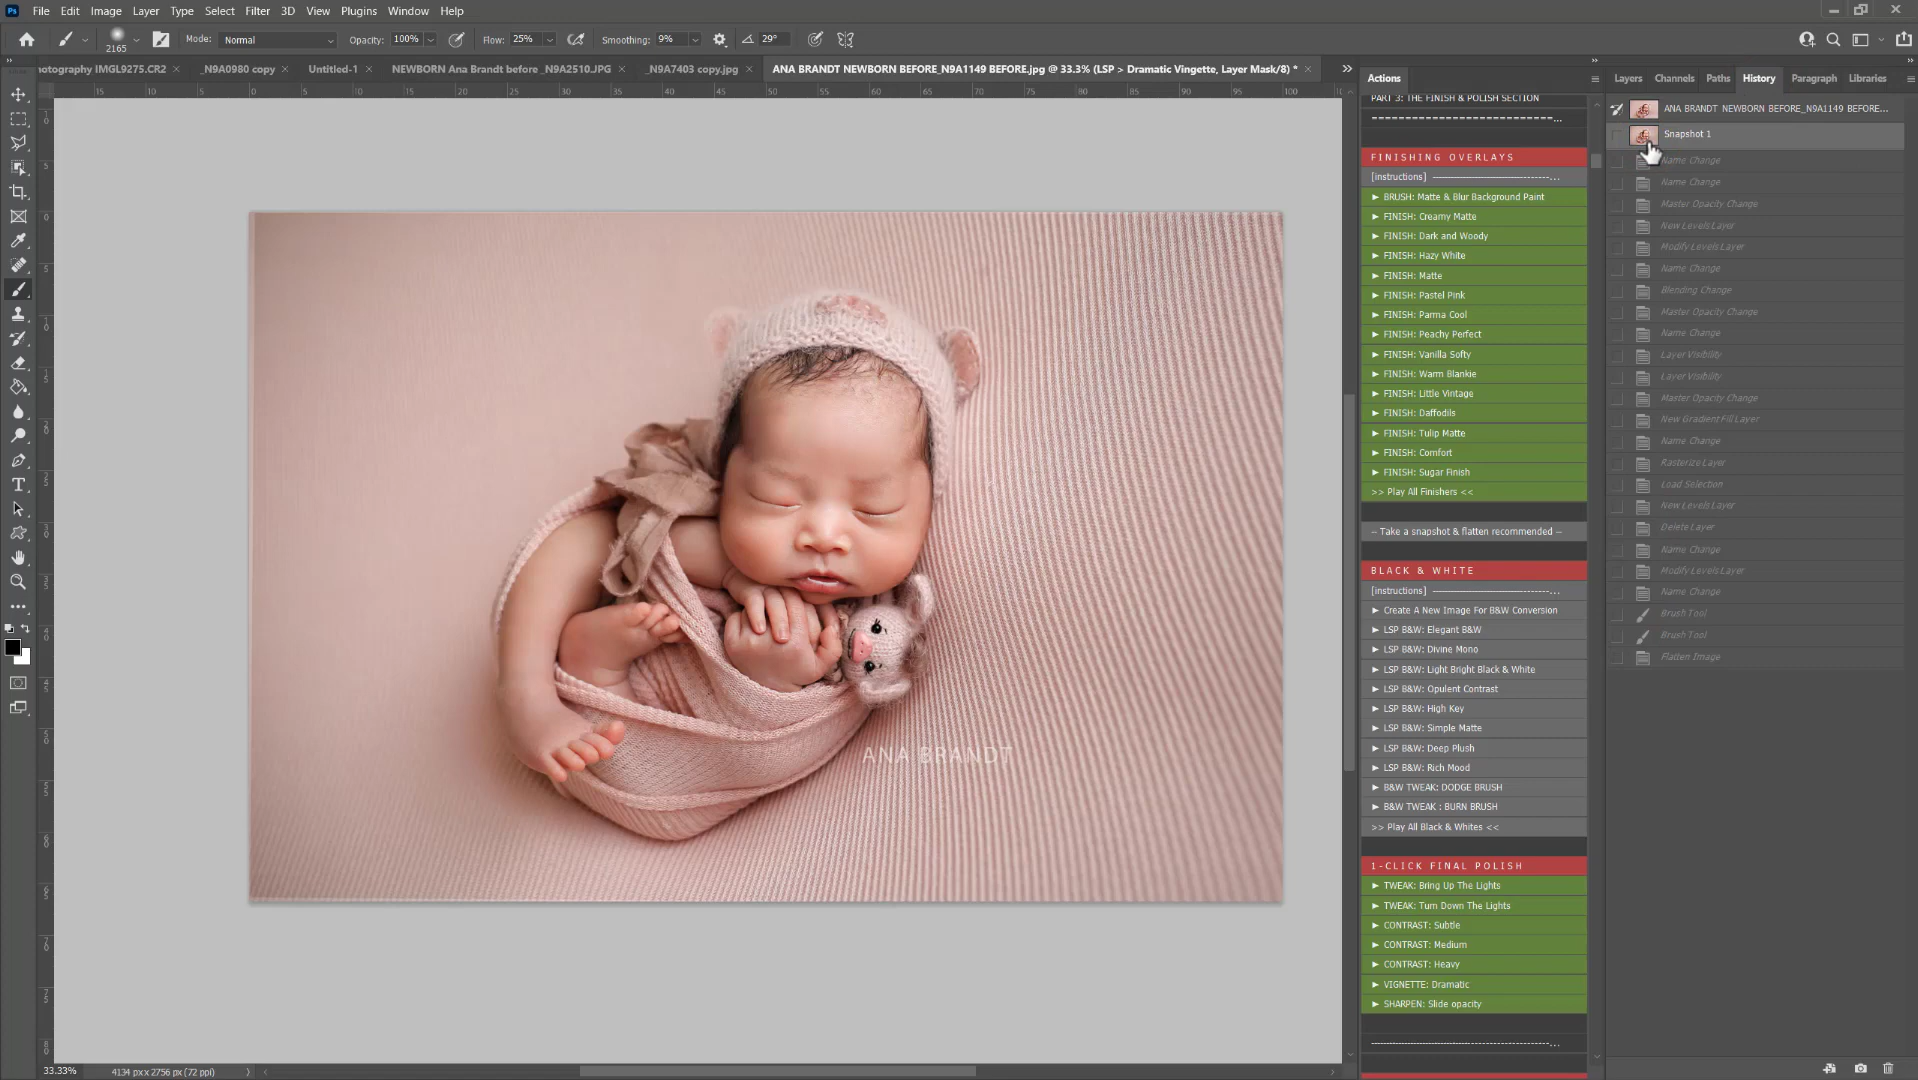 Ps File Edit Image Layer Type Select Filter 3D View Plugins Window Help
2165 Mode: Normal Opacity: 100% Flow: 25% Smoothing: 9% 29°
otography IMGL9275.CR2 _N9A0980 copy Untitled-1 NEWBORN Ana Brandt before _N9A2510.JPG _N9A7403 copy.jpg ANA BRANDT NEWBORN BEFORE_N9A1149 BEFORE.jpg @ 33.3% (LSP > Dramatic Vingette, Layer Mask/8) *
Actions
PART 3: THE FINISH & POLISH SECTION
FINISHING OVERLAYS
[instructions]
BRUSH: Matte & Blur Background Paint
FINISH: Creamy Matte
FINISH: Dark and Woody
FINISH: Hazy White
FINISH: Matte
FINISH: Pastel Pink
FINISH: Parma Cool
FINISH: Peachy Perfect
FINISH: Vanilla Softy
FINISH: Warm Blankie
FINISH: Little Vintage
FINISH: Daffodils
FINISH: Tulip Matte
FINISH: Comfort
FINISH: Sugar Finish
>> Play All Finishers <<
-- Take a snapshot & flatten recommended --
BLACK & WHITE
[instructions]
Create A New Image For B&W Conversion
LSP B&W: Elegant B&W
LSP B&W: Divine Mono
LSP B&W: Light Bright Black & White
LSP B&W: Opulent Contrast
LSP B&W: High Key
LSP B&W: Simple Matte
LSP B&W: Deep Plush
LSP B&W: Rich Mood
B&W TWEAK: DODGE BRUSH
B&W TWEAK : BURN BRUSH
>> Play All Black & Whites <<
1-CLICK FINAL POLISH
TWEAK: Bring Up The Lights
TWEAK: Turn Down The Lights
CONTRAST: Subtle
CONTRAST: Medium
CONTRAST: Heavy
VIGNETTE: Dramatic
SHARPEN: Slide opacity
Layers Channels Paths History Paragraph Libraries
ANA BRANDT NEWBORN BEFORE_N9A1149 BEFORE...
Snapshot 1
Name Change
Name Change
Master Opacity Change
New Levels Layer
Modify Levels Layer
Name Change
Blending Change
Master Opacity Change
Name Change
Layer Visibility
Layer Visibility
Master Opacity Change
New Gradient Fill Layer
Name Change
Rasterize Layer
Load Selection
New Levels Layer
Delete Layer
Name Change
Modify Levels Layer
Name Change
Brush Tool
Brush Tool
Flatten Image
ANA BRANDT
33.33% 4134 px x 2756 px (72 ppi)